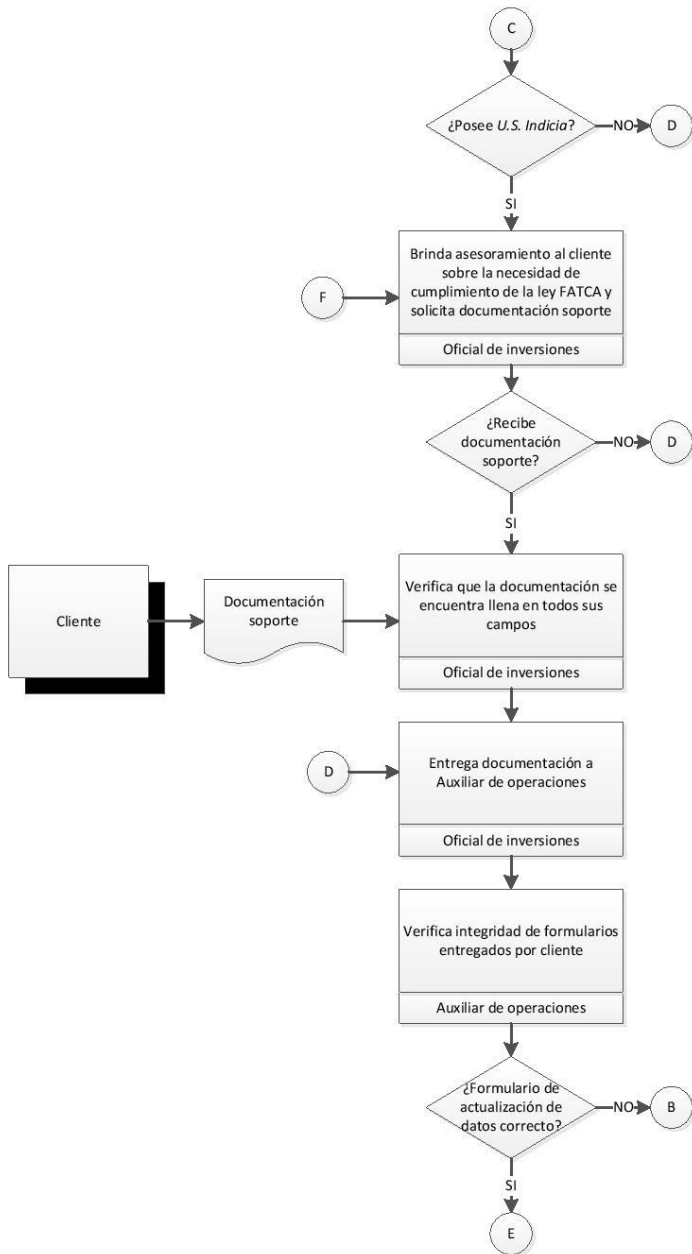 C
¿Posee U.S. Indicia?
NO
D
SI
Brinda asesoramiento al cliente
sobre la necesidad de
cumplimiento de la ley FATCA y
solicita documentación soporte
F
Oficial de inversiones
¿Recibe
documentación
soporte?
NO
D
SI
Cliente
Documentación
soporte
Verifica que la documentación se
encuentra llena en todos sus
campos
Oficial de inversiones
D
Entrega documentación a
Auxiliar de operaciones
Oficial de inversiones
Verifica integridad de formularios
entregados por cliente
Auxiliar de operaciones
¿Formulario de
actualización de
datos correcto?
NO
B
SI
E